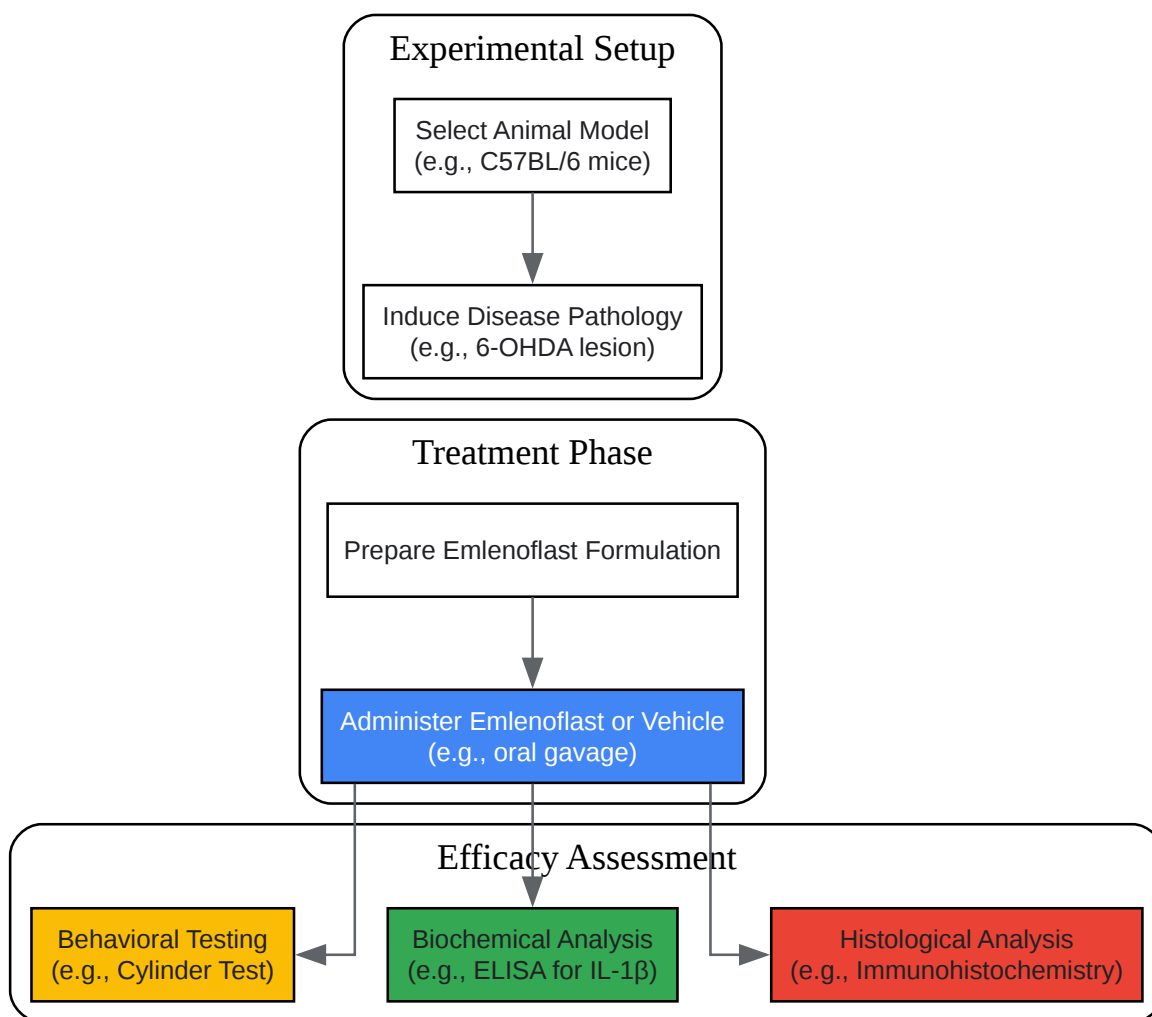 Experimental Setup
Select Animal Model
(e.g., C57BL/6 mice)
Induce Disease Pathology
(e.g., 6-OHDA lesion)
Treatment Phase
Prepare Emlenoflast Formulation
Administer Emlenoflast or Vehicle
(e.g., oral gavage)
Efficacy Assessment
Behavioral Testing
(e.g., Cylinder Test)
Biochemical Analysis
(e.g., ELISA for IL-1β)
Histological Analysis
(e.g., Immunohistochemistry)